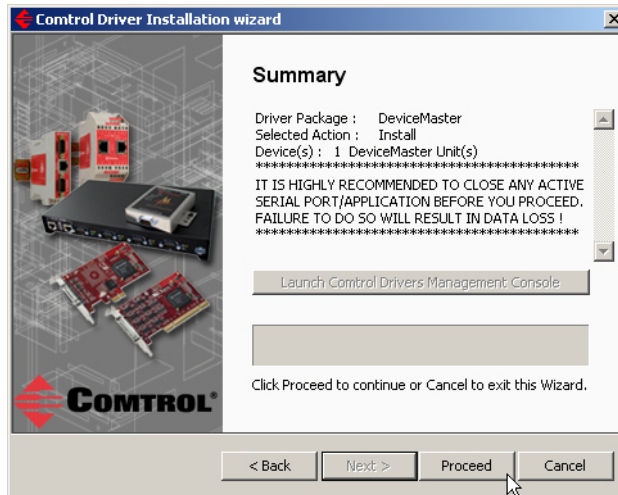 Comtrol Driver Installation wizard
Summary
Driver Package : DeviceMaster
Selected Action : Install
Device(s) : 1 DeviceMaster Unit(s)
**************************************************
IT IS HIGHLY RECOMMENDED TO CLOSE ANY ACTIVE
SERIAL PORT/APPLICATION BEFORE YOU PROCEED.
FAILURE TO DO SO WILL RESULT IN DATA LOSS !
**************************************************
Launch Comtrol Drivers Management Console
Click Proceed to continue or Cancel to exit this Wizard.
COMTROL®
< Back
Next >
Proceed
Cancel